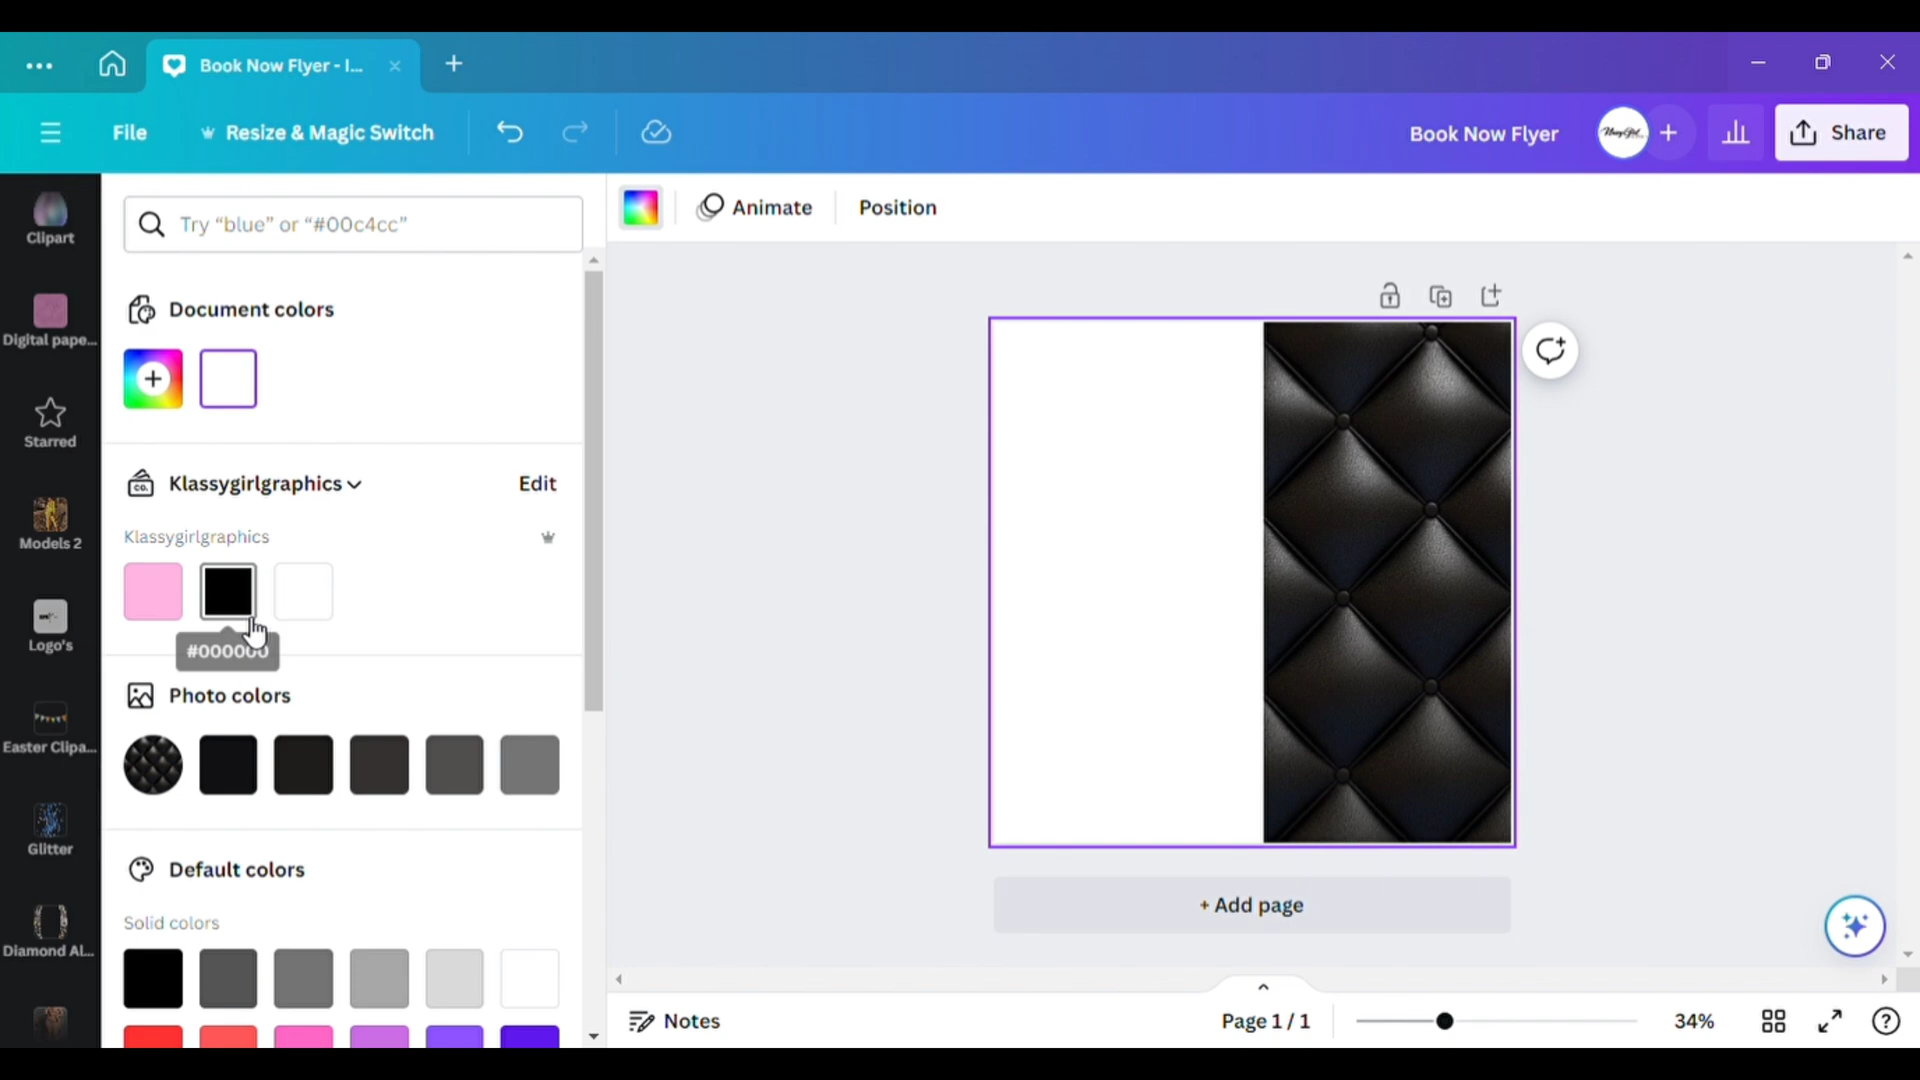 Book Now Flyer - I...
File
Resize & Magic Switch
Book Now Flyer
Share
Clipart
Digital pape...
Starred
Models 2
Logo's
Easter Clipa...
Glitter
Diamond Al...
Try “blue” or “#00c4cc”
Document colors
Klassygirlgraphics
Edit
Klassygirlgraphics
#000000
Photo colors
Default colors
Solid colors
Animate
Position
+ Add page
Notes
Page 1 / 1
34%